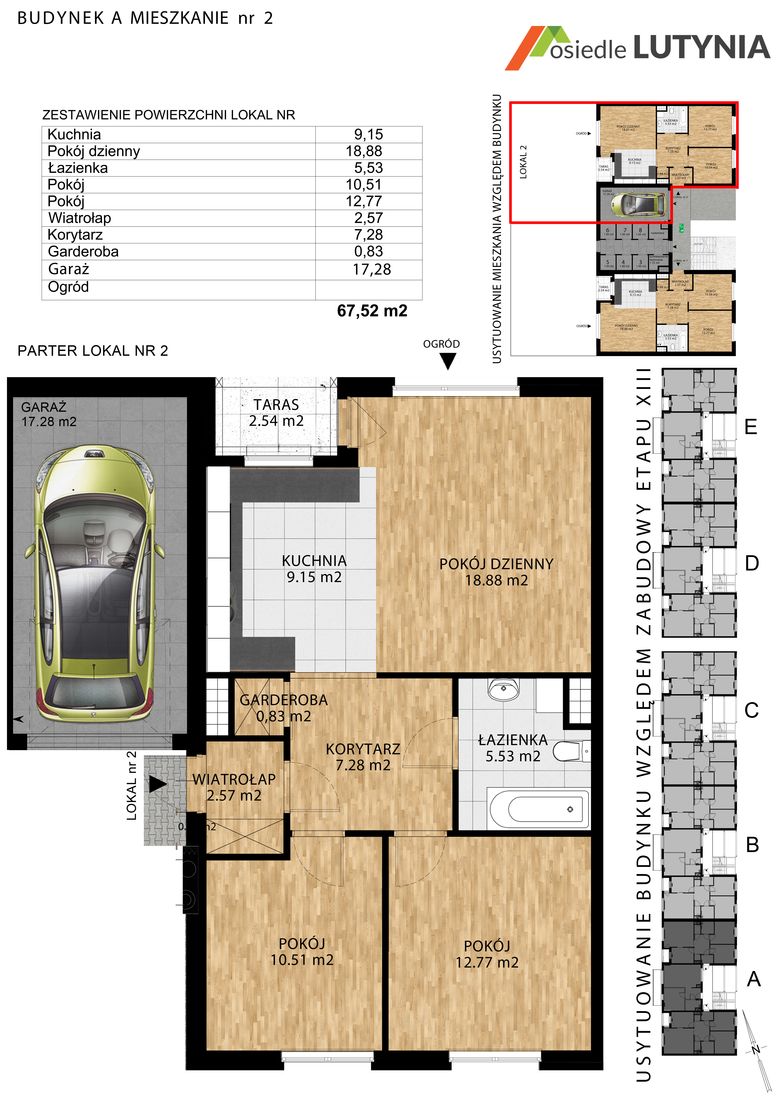 BUDYNEK A MIESZKANIE nr 2
osiedle LUTYNIA
ZESTAWIENIE POWIERZCHNI LOKAL NR
Kuchnia 9,15
Pokój dzienny 18,88
Łazienka 5,53
Pokój 10,51
Pokój 12,77
Wiatrołap 2,57
Korytarz 7,28
Garderoba 0,83
Garaż 17,28
Ogród
67,52 m2
USYTUOWANIE MIESZKANIA WZGLĘDEM BUDYNKU
LOKAL 2
PARTER LOKAL NR 2
OGRÓD
GARAŻ
17.28 m2
TARAS
2.54 m2
KUCHNIA
9.15 m2
POKÓJ DZIENNY
18.88 m2
GARDEROBA
0,83 m2
KORYTARZ
7.28 m2
ŁAZIENKA
5.53 m2
WIATROŁAP
2.57 m2
LOKAL nr 2
POKÓJ
10.51 m2
POKÓJ
12.77 m2
USYTUOWANIE BUDYNKU WZGLĘDEM ZABUDOWY ETAPU XIII
E
D
C
B
A
N